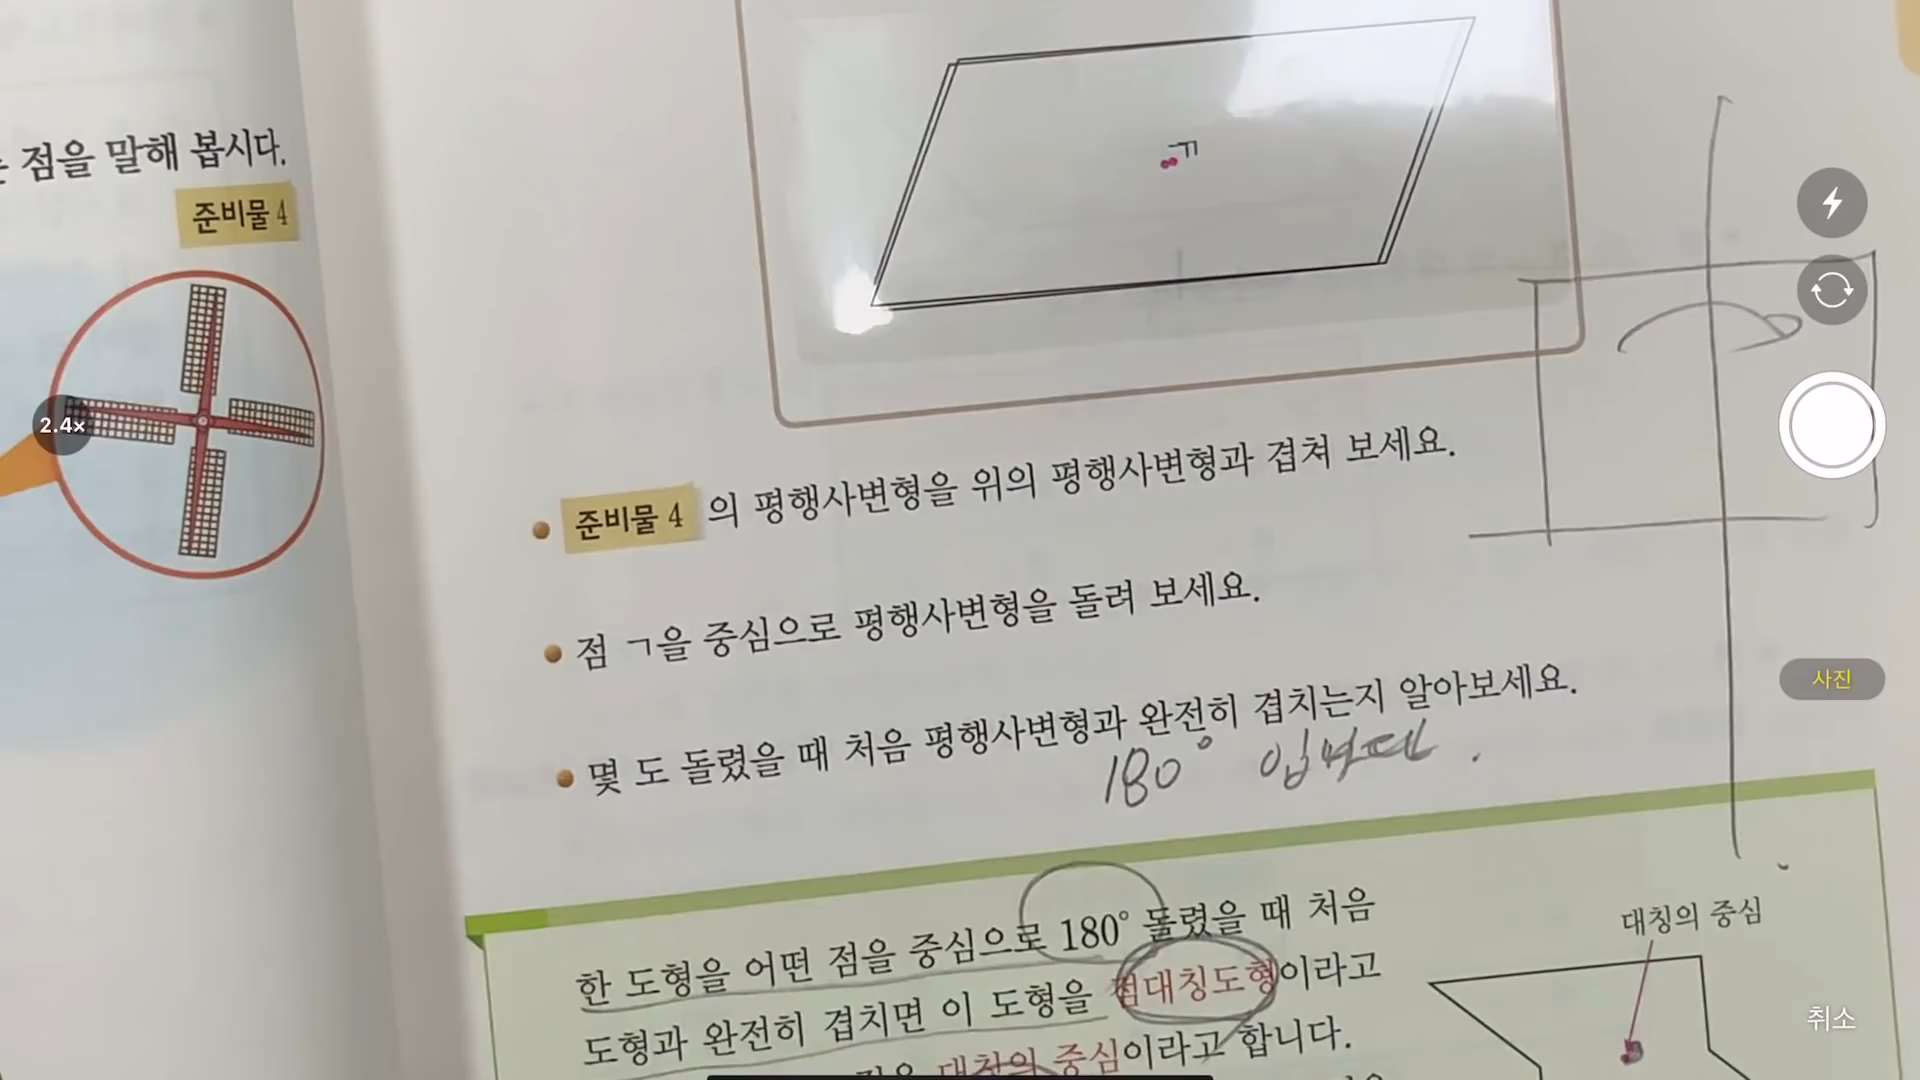 점을 말해 봅시다.
준비물 4
2.4×
ㄱ
준비물 4 의 평행사변형을 위의 평행사변형과 겹쳐 보세요.
점 ㄱ을 중심으로 평행사변형을 돌려 보세요.
몇 도 돌렸을 때 처음 평행사변형과 완전히 겹치는지 알아보세요.
180°
사진
한 도형을 어떤 점을 중심으로 180° 돌렸을 때 처음
도형과 완전히 겹치면 이 도형을 점대칭도형이라고
대칭의 중심이라고 합니다.
대칭의 중심
취소